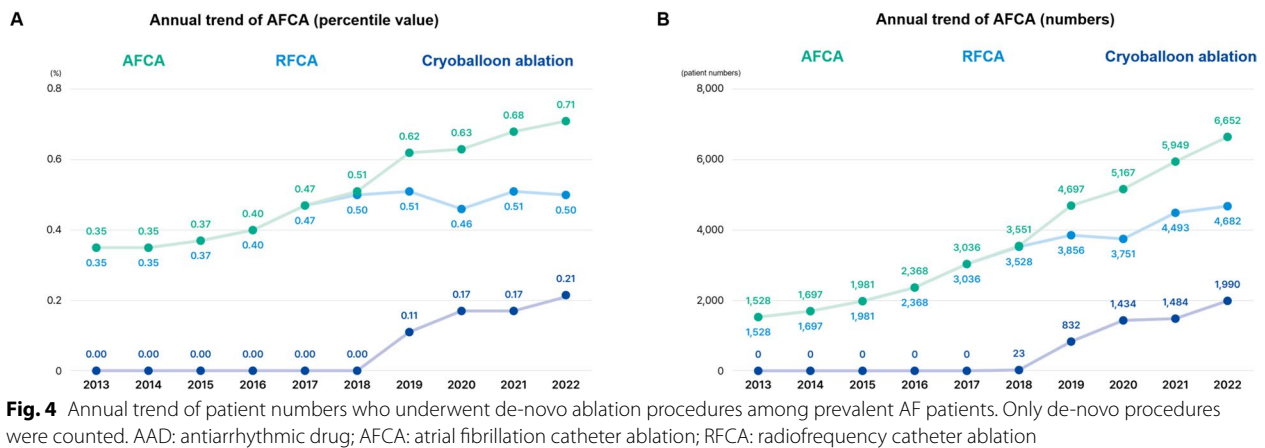 A Annual trend of AFCA (percentile value)
AFCA RFCA Cryoballoon ablation
(%)
0.8
0.71
0.68
0.62 0.63
0.6
0.51
0.47
0.40
0.35 0.35 0.37
0.4
0.35 0.35 0.37 0.40 0.47 0.50 0.51 0.46 0.51 0.50
0.2
0.00 0.00 0.00 0.00 0.00 0.00 0.11 0.17 0.17 0.21
0
2013 2014 2015 2016 2017 2018 2019 2020 2021 2022
B Annual trend of AFCA (numbers)
AFCA RFCA Cryoballoon ablation
(patient numbers)
8,000
6,652
5,949
6,000
5,167
4,697
4,000
1,528 1,697 1,981 2,368 3,036 3,551
1,528 1,697 1,981 2,368 3,036 3,528 3,856 3,751 4,493 4,682
2,000
0 0 0 0 0 23 832 1,434 1,484 1,990
0
2013 2014 2015 2016 2017 2018 2019 2020 2021 2022
Fig. 4 Annual trend of patient numbers who underwent de-novo ablation procedures among prevalent AF patients. Only de-novo procedures
were counted. AAD: antiarrhythmic drug; AFCA: atrial fibrillation catheter ablation; RFCA: radiofrequency catheter ablation